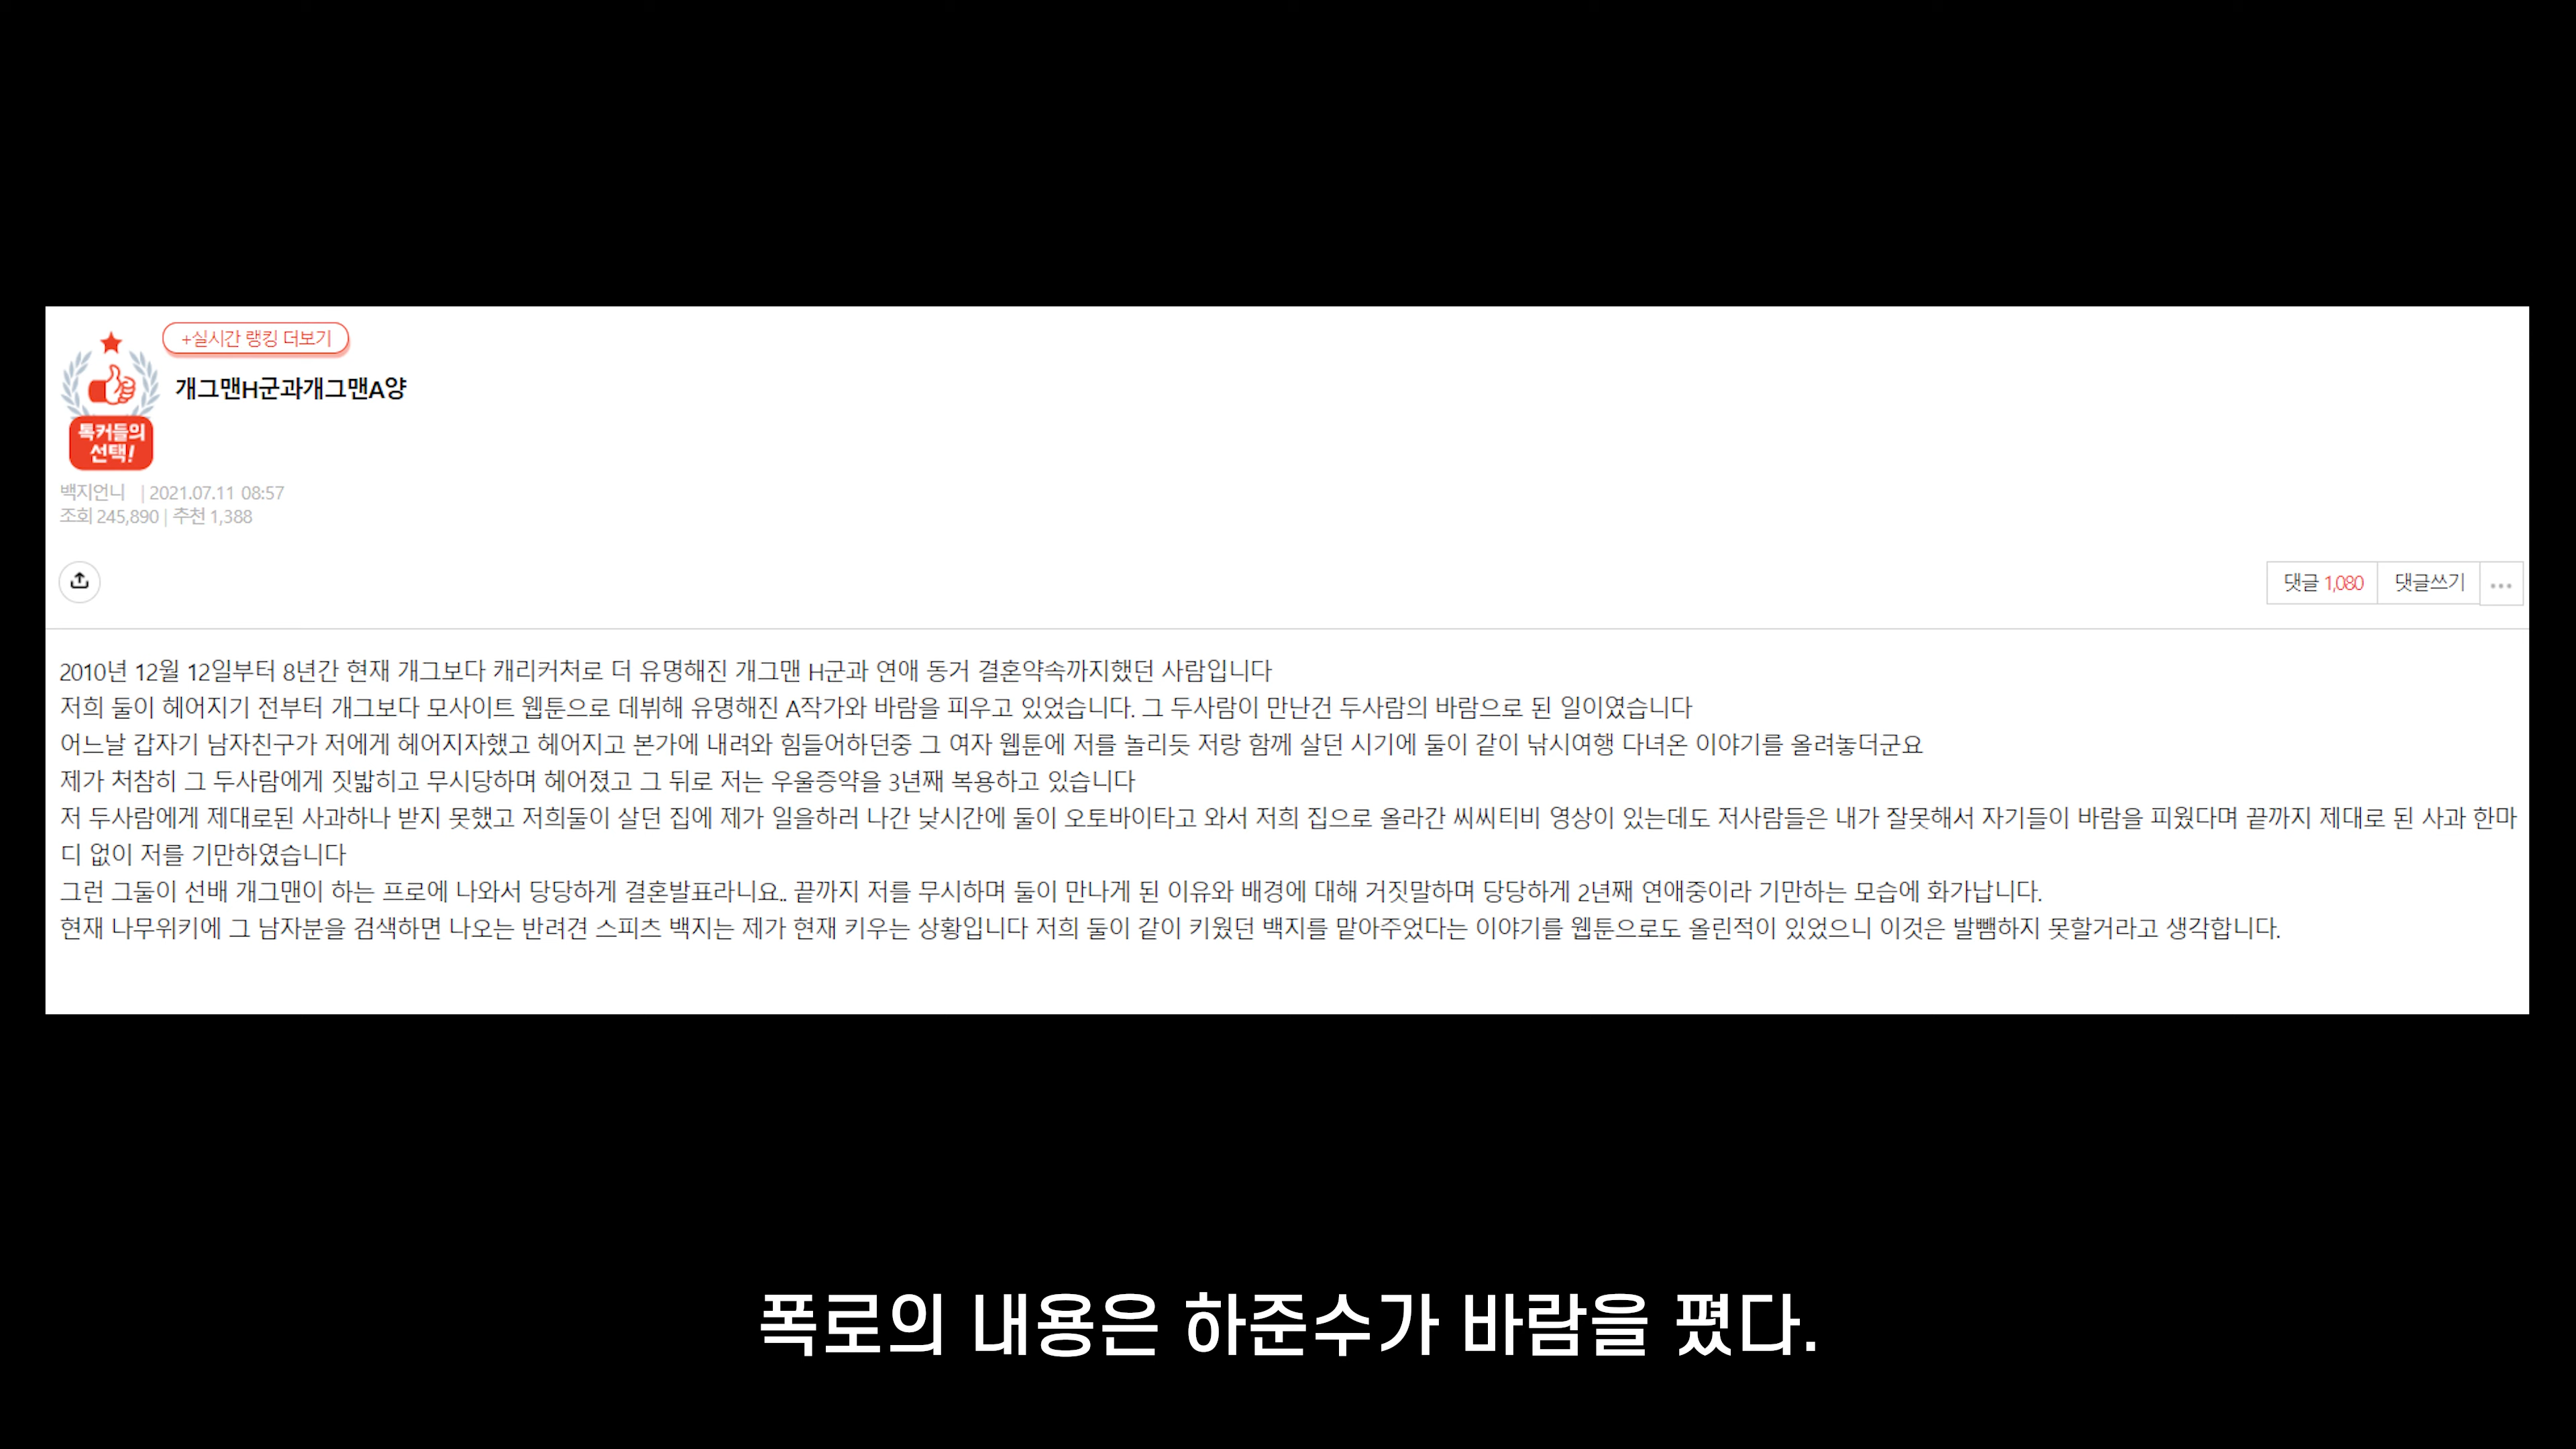 +실시간 랭킹 더보기
개그맨H군과개그맨A양
톡커들의
선택!
백지언니 | 2021.07.11 08:57
조회 245,890 | 추천 1,388
댓글 1,080 댓글쓰기 ...
2010년 12월 12일부터 8년간 현재 개그보다 캐리커처로 더 유명해진 개그맨 H군과 연애 동거 결혼약속까지했던 사람입니다
저희 둘이 헤어지기 전부터 개그보다 모사이트 웹툰으로 데뷔해 유명해진 A작가와 바람을 피우고 있었습니다. 그 두사람이 만난건 두사람의 바람으로 된 일이였습니다
어느날 갑자기 남자친구가 저에게 헤어지자했고 헤어지고 본가에 내려와 힘들어하던중 그 여자 웹툰에 저를 놀리듯 저랑 함께 살던 시기에 둘이 같이 낚시여행 다녀온 이야기를 올려놓더군요
제가 처참히 그 두사람에게 짓밟히고 무시당하며 헤어졌고 그 뒤로 저는 우울증약을 3년째 복용하고 있습니다
저 두사람에게 제대로된 사과하나 받지 못했고 저희둘이 살던 집에 제가 일을하러 나간 낮시간에 둘이 오토바이타고 와서 저희 집으로 올라간 씨씨티비 영상이 있는데도 저사람들은 내가 잘못해서 자기들이 바람을 피웠다며 끝까지 제대로 된 사과 한마
디 없이 저를 기만하였습니다
그런 그둘이 선배 개그맨이 하는 프로에 나와서 당당하게 결혼발표라니요.. 끝까지 저를 무시하며 둘이 만나게 된 이유와 배경에 대해 거짓말하며 당당하게 2년째 연애중이라 기만하는 모습에 화가납니다.
현재 나무위키에 그 남자분을 검색하면 나오는 반려견 스피츠 백지는 제가 현재 키우는 상황입니다 저희 둘이 같이 키웠던 백지를 맡아주었다는 이야기를 웹툰으로도 올린적이 있었으니 이것은 발뺌하지 못할거라고 생각합니다.
폭로의 내용은 하준수가 바람을 폈다.